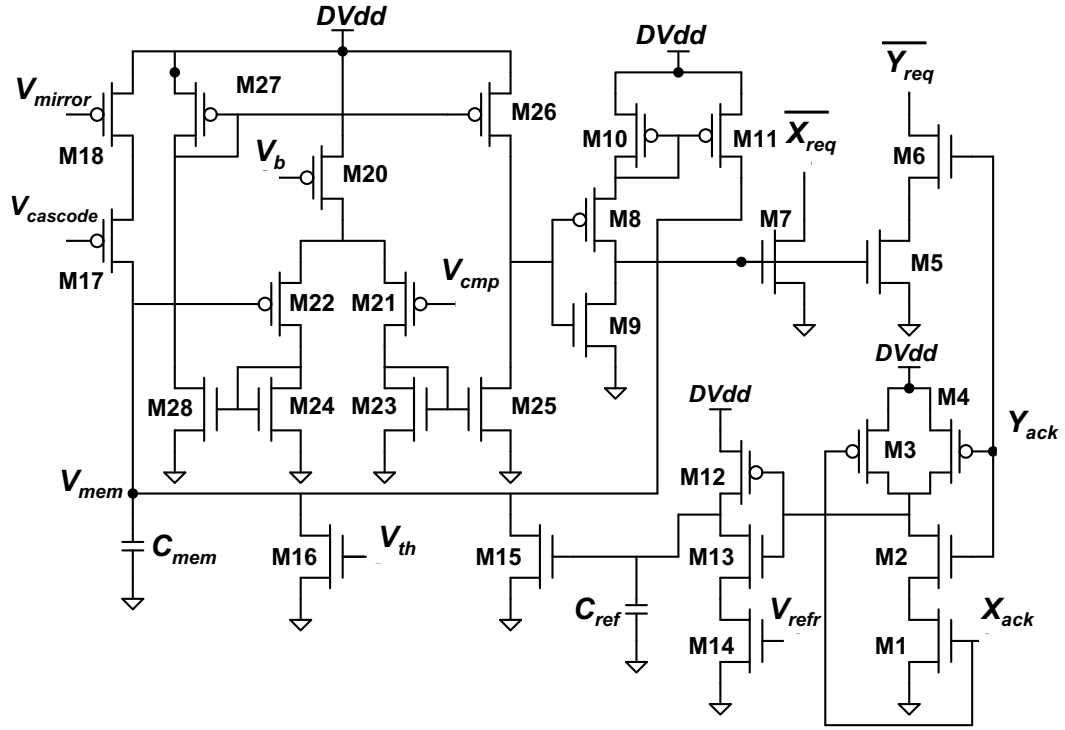 DVdd
DVdd
Y_req
M27
V_mirror
M26
X_req
M10
M11
M18
V_b
M6
M20
M8
V_cascode
M7
V_cmp
M5
M17
M22
M21
M9
DVdd
DVdd
M4
M28
M24
M23
M25
Y_ack
M3
M12
V_mem
V_th
M2
C_mem
M16
M15
M13
C_ref
V_refr
X_ack
M14
M1